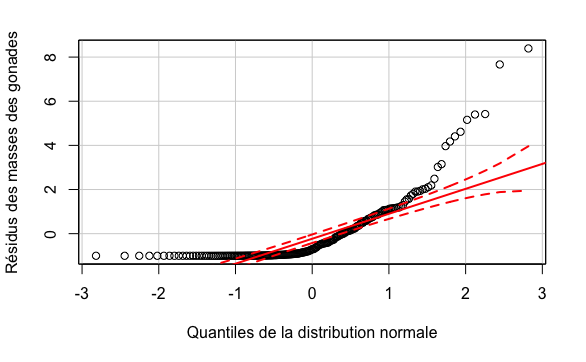 Résidus des masses des gonades
8
6
4
2
0
-3 -2 -1 0 1 2 3
Quantiles de la distribution normale